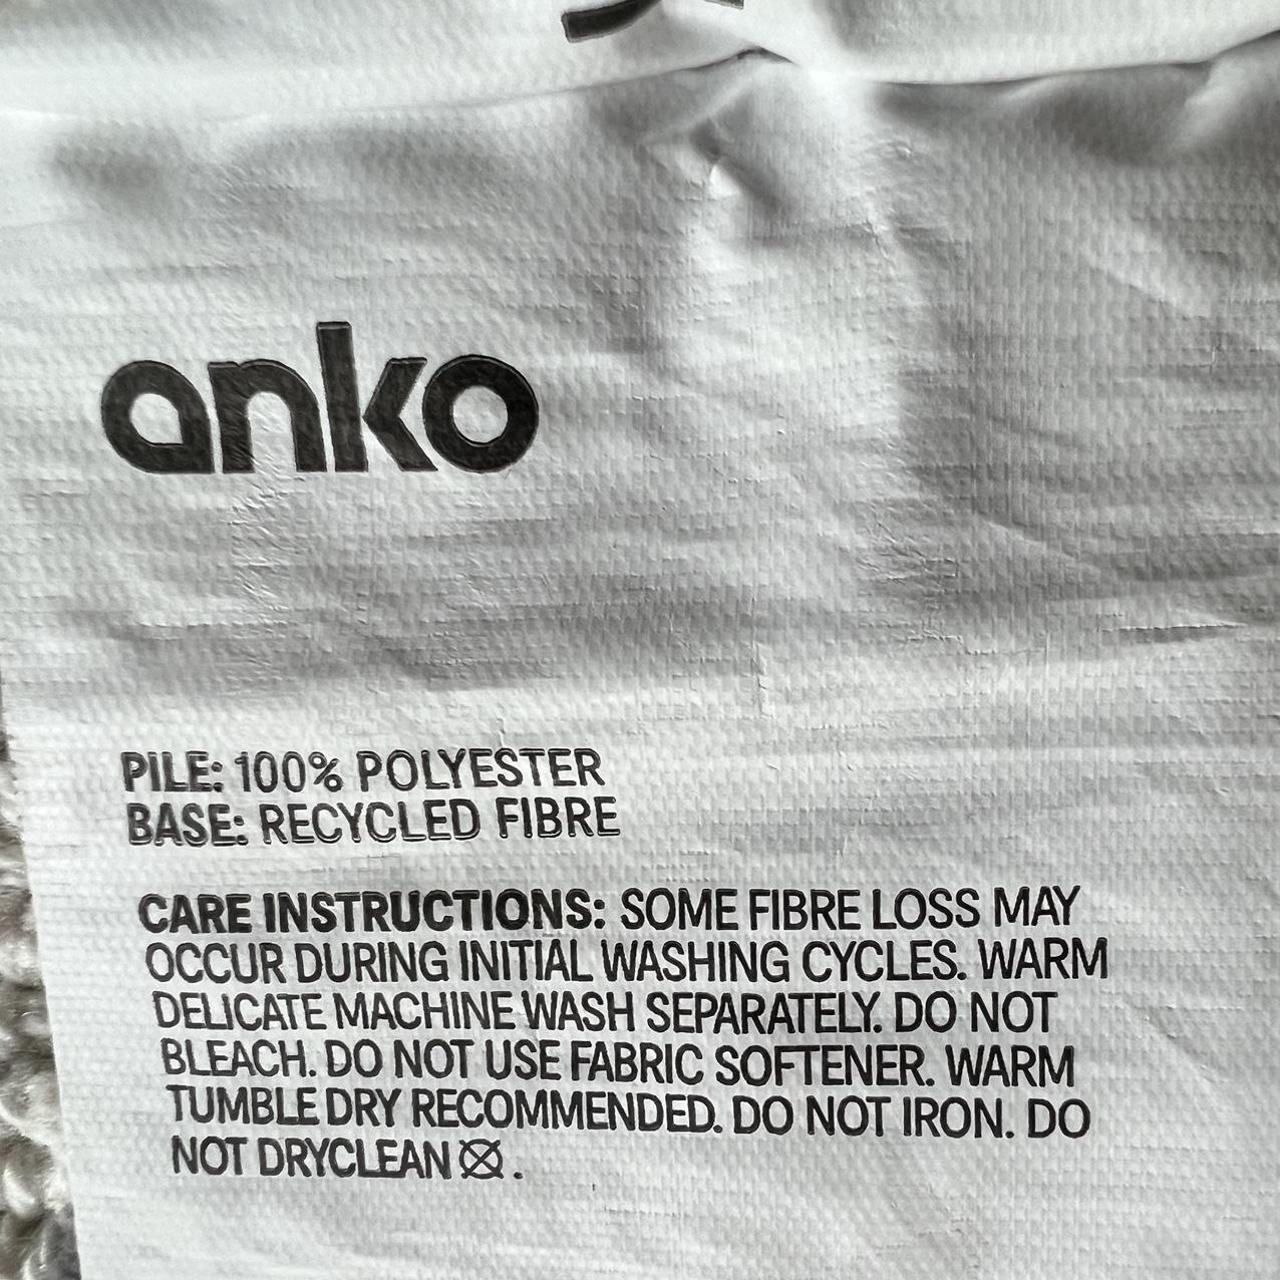 anko
PILE: 100% POLYESTER
BASE: RECYCLED FIBRE
CARE INSTRUCTIONS: SOME FIBRE LOSS MAY
OCCUR DURING INITIAL WASHING CYCLES. WARM
DELICATE MACHINE WASH SEPARATELY. DO NOT
BLEACH. DO NOT USE FABRIC SOFTENER. WARM
TUMBLE DRY RECOMMENDED. DO NOT IRON. DO
NOT DRYCLEAN .